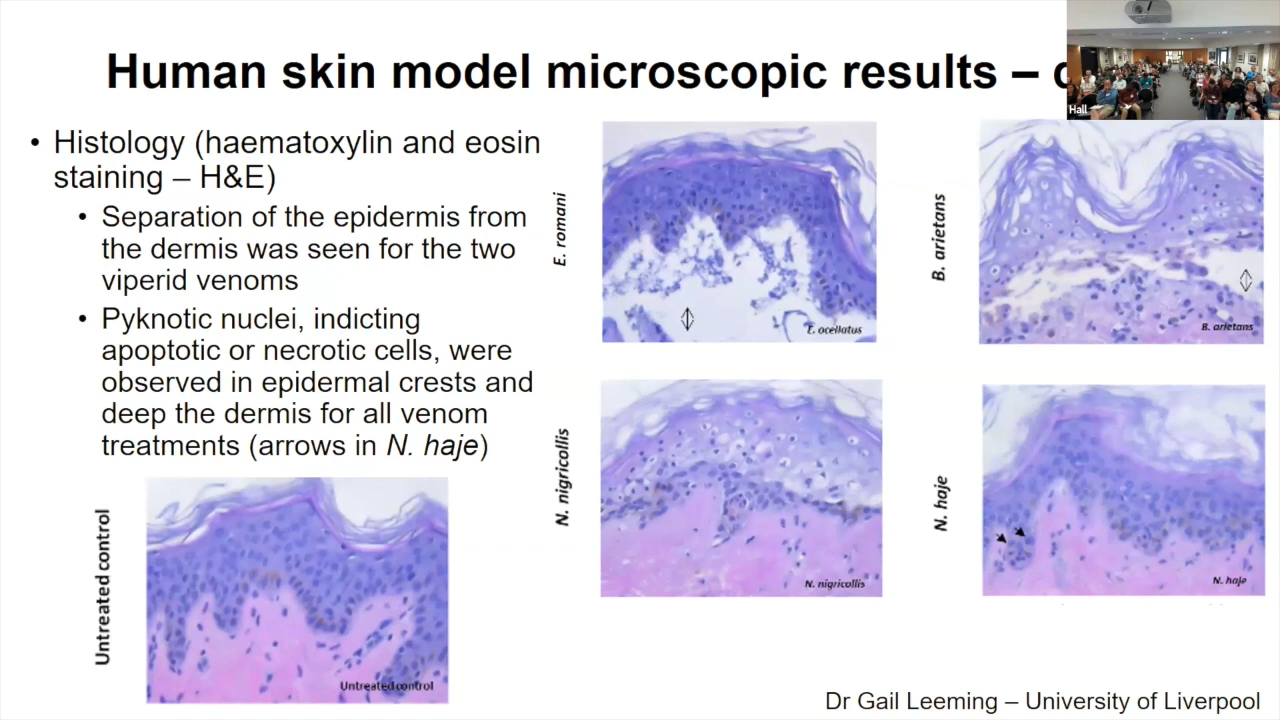 Human skin model microscopic results –
Hall
• Histology (haematoxylin and eosin
staining – H&E)
• Separation of the epidermis from
the dermis was seen for the two
viperid venoms
• Pyknotic nuclei, indicting
apoptotic or necrotic cells, were
observed in epidermal crests and
deep the dermis for all venom
treatments (arrows in N. haje)
E. romani
E. ocellatus
B. arietans
B. arietans
N. nigricollis
N. nigricollis
N. haje
N. haje
Untreated control
Untreated control
Dr Gail Leeming – University of Liverpool